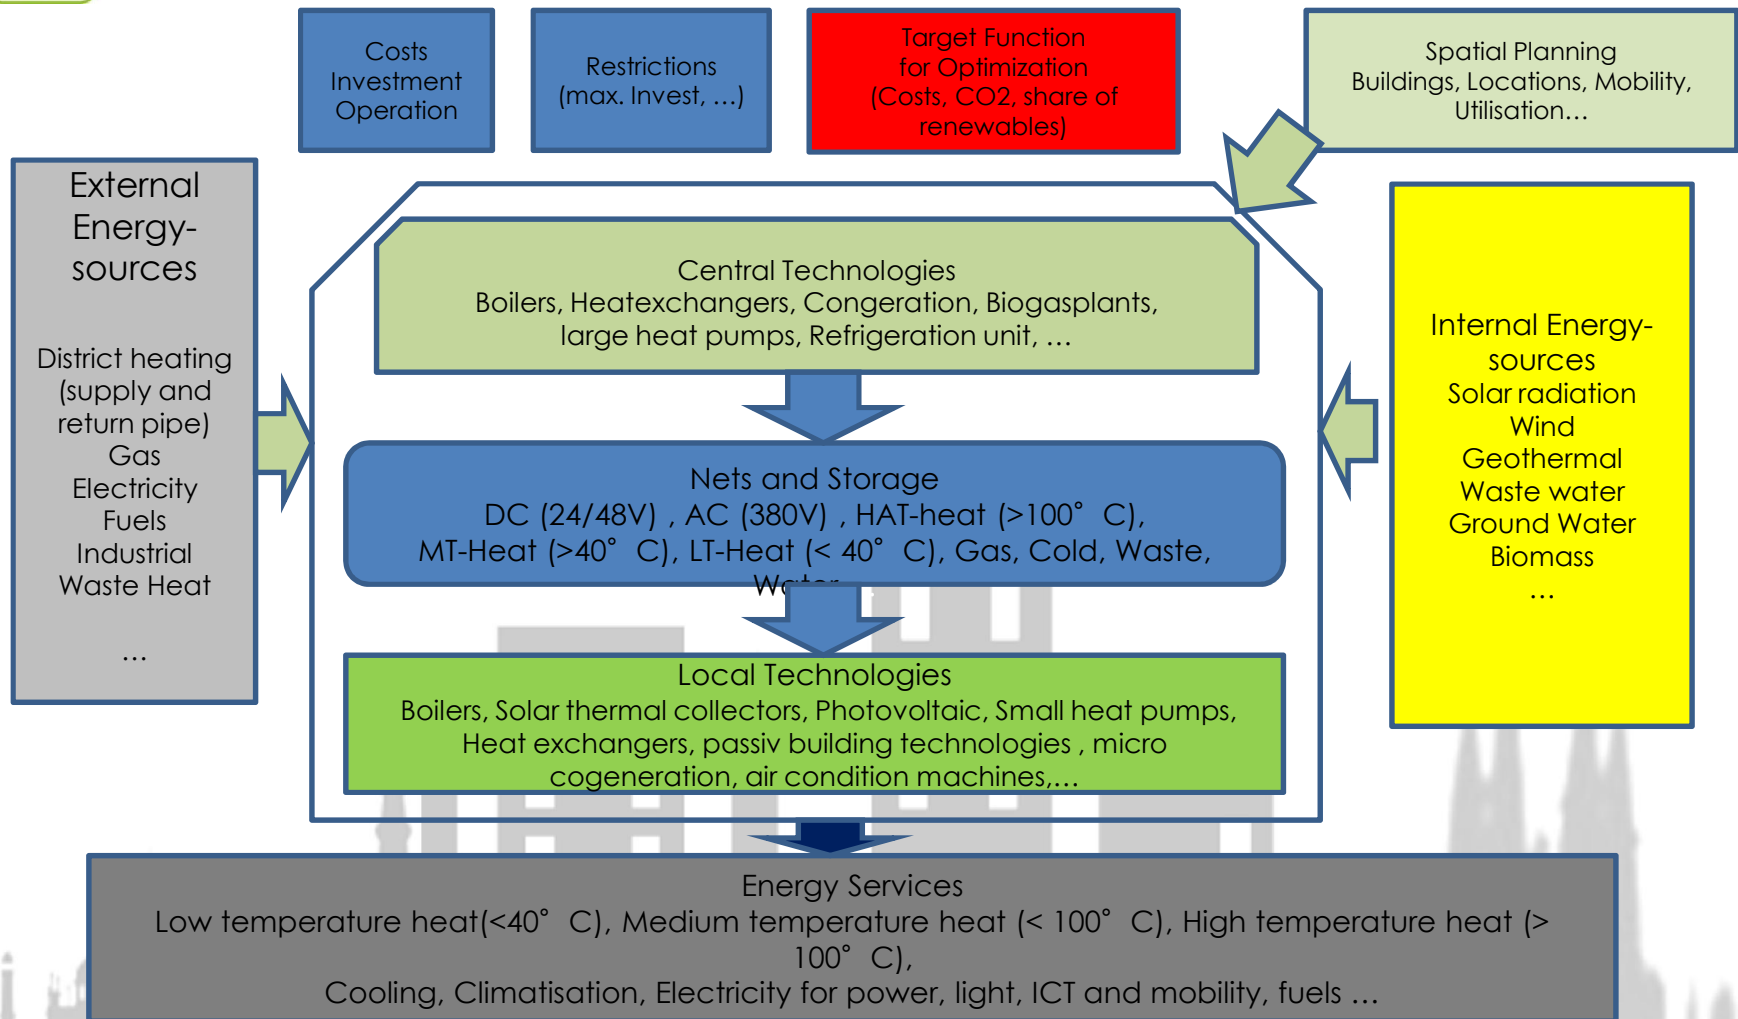 Costs
Investment
Operation
Restrictions
(max. Invest, …)
Target Function
for Optimization
(Costs, CO2, share of
renewables)
Spatial Planning
Buildings, Locations, Mobility,
Utilisation…
External
Energy-
sources
District heating
(supply and
return pipe)
Gas
Electricity
Fuels
Industrial
Waste Heat
…
Central Technologies
Boilers, Heatexchangers, Congeration, Biogasplants,
large heat pumps, Refrigeration unit, …
Nets and Storage
DC (24/48V) , AC (380V) , HAT-heat (>100° C),
MT-Heat (>40° C), LT-Heat (< 40° C), Gas, Cold, Waste,
Water
Local Technologies
Boilers, Solar thermal collectors, Photovoltaic, Small heat pumps,
Heat exchangers, passiv building technologies , micro
cogeneration, air condition machines,…
Internal Energy-
sources
Solar radiation
Wind
Geothermal
Waste water
Ground Water
Biomass
…
Energy Services
Low temperature heat(<40° C), Medium temperature heat (< 100° C), High temperature heat (>
100° C),
Cooling, Climatisation, Electricity for power, light, ICT and mobility, fuels …